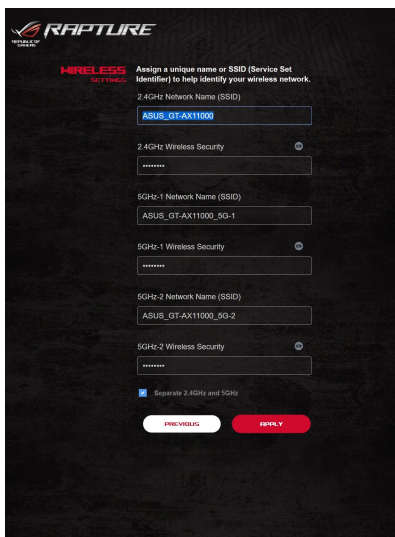 RAPTURE
REPUBLIC OF
GAMERS
WIRELESS
SETTINGS
Assign a unique name or SSID (Service Set
Identifier) to help identify your wireless network.
2.4GHz Network Name (SSID)
ASUS_GT-AX11000
2.4GHz Wireless Security
••••••••
5GHz-1 Network Name (SSID)
ASUS_GT-AX11000_5G-1
5GHz-1 Wireless Security
••••••••
5GHz-2 Network Name (SSID)
ASUS_GT-AX11000_5G-2
5GHz-2 Wireless Security
••••••••
Separate 2.4GHz and 5GHz
PREVIOUS
APPLY